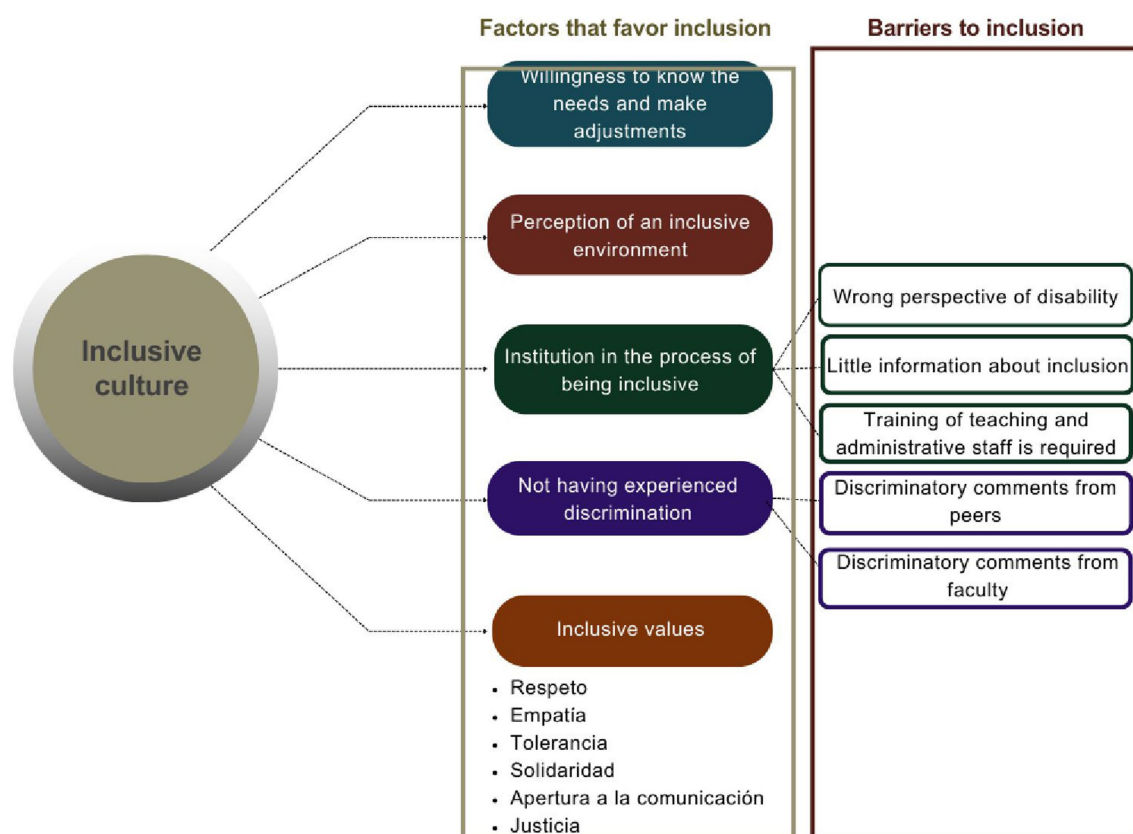 Factors that favor inclusion
Barriers to inclusion
Inclusive
culture
Willingness to know the
needs and make
adjustments
Perception of an inclusive
environment
Institution in the process of
being inclusive
Not having experienced
discrimination
Inclusive values
• Respeto
• Empatía
• Tolerancia
• Solidaridad
• Apertura a la comunicación
• Justicia
Wrong perspective of disability
Little information about inclusion
Training of teaching and
administrative staff is required
Discriminatory comments from
peers
Discriminatory comments from
faculty